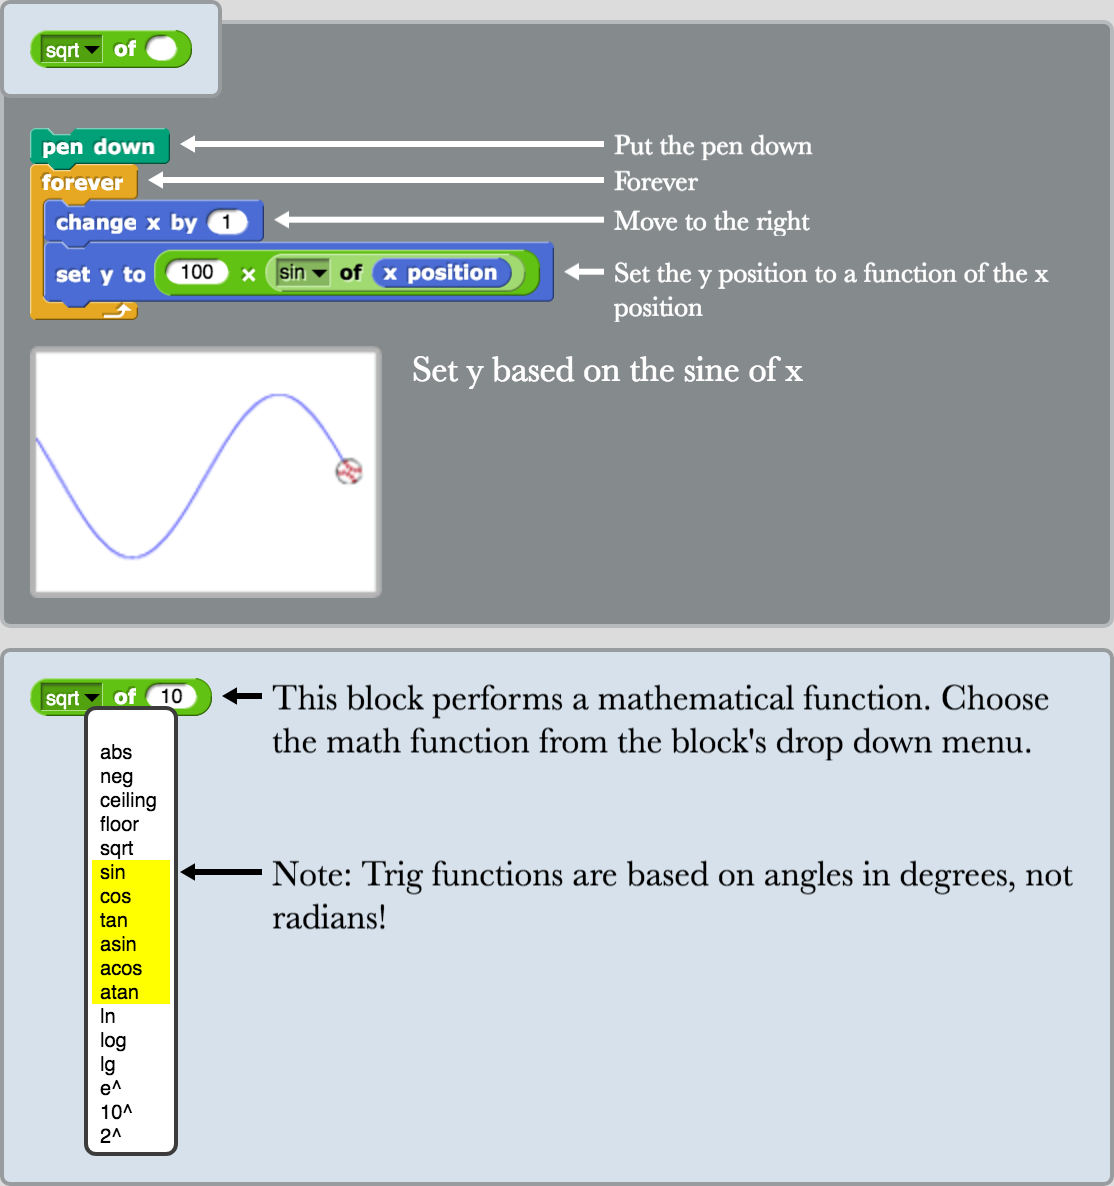 sqrt of
pen down
Put the pen down
forever
Forever
change x by 1
Move to the right
set y to 100 x sin of x position
Set the y position to a function of the x
position
Set y based on the sine of x
sqrt of 10
This block performs a mathematical function. Choose
the math function from the block's drop down menu.
abs
neg
ceiling
floor
sqrt
sin
cos
tan
asin
acos
atan
ln
log
lg
e^
10^
2^
Note: Trig functions are based on angles in degrees, not
radians!